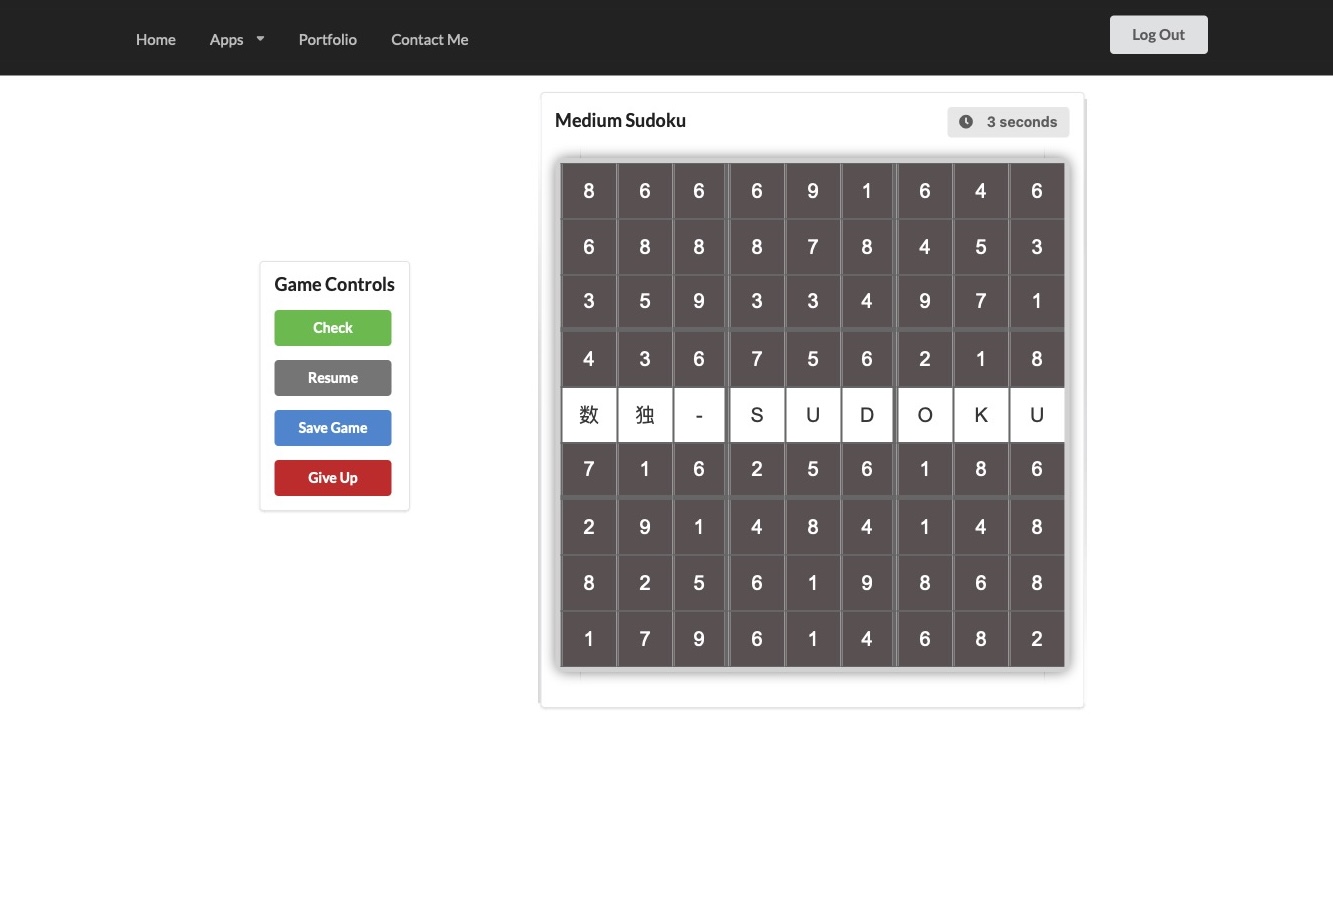 Home Apps Portfolio Contact Me Log Out
Medium Sudoku 3 seconds
8 6 6 6 9 1 6 4 6
6 8 8 8 7 8 4 5 3
Game Controls
3 5 9 3 3 4 9 7 1
Check
Resume
4 3 6 7 5 6 2 1 8
数 独 - S U D O K U
Save Game
Give Up
7 1 6 2 5 6 1 8 6
2 9 1 4 8 4 1 4 8
8 2 5 6 1 9 8 6 8
1 7 9 6 1 4 6 8 2